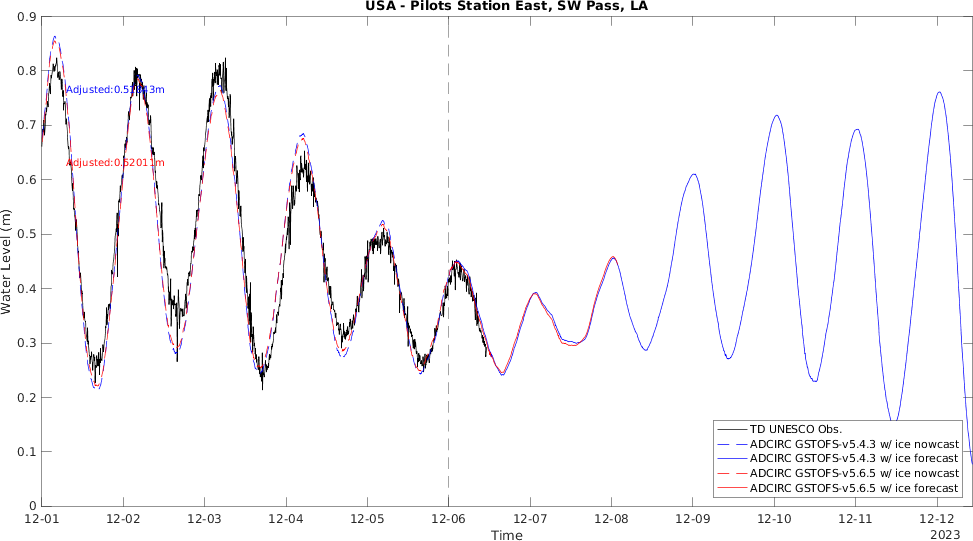 USA - Pilots Station East, SW Pass, LA
0.9
0.8
0.7
0.6
0.5
0.4
0.3
0.2
0.1
0
Water Level (m)
Adjusted:0.62011m
TD UNESCO Obs.
ADCIRC GSTOFS-v5.4.3 w/ ice nowcast
ADCIRC GSTOFS-v5.4.3 w/ ice forecast
ADCIRC GSTOFS-v5.6.5 w/ ice nowcast
ADCIRC GSTOFS-v5.6.5 w/ ice forecast
12-01 12-02 12-03 12-04 12-05 12-06 12-07 12-08 12-09 12-10 12-11 12-12
Time
2023